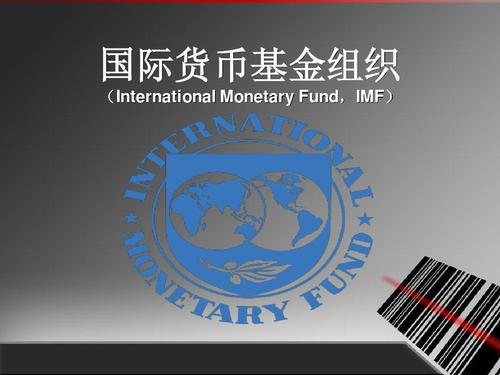 国际货币基金组织
（International Monetary Fund，IMF）
INTERNATIONAL
MONETARY FUND